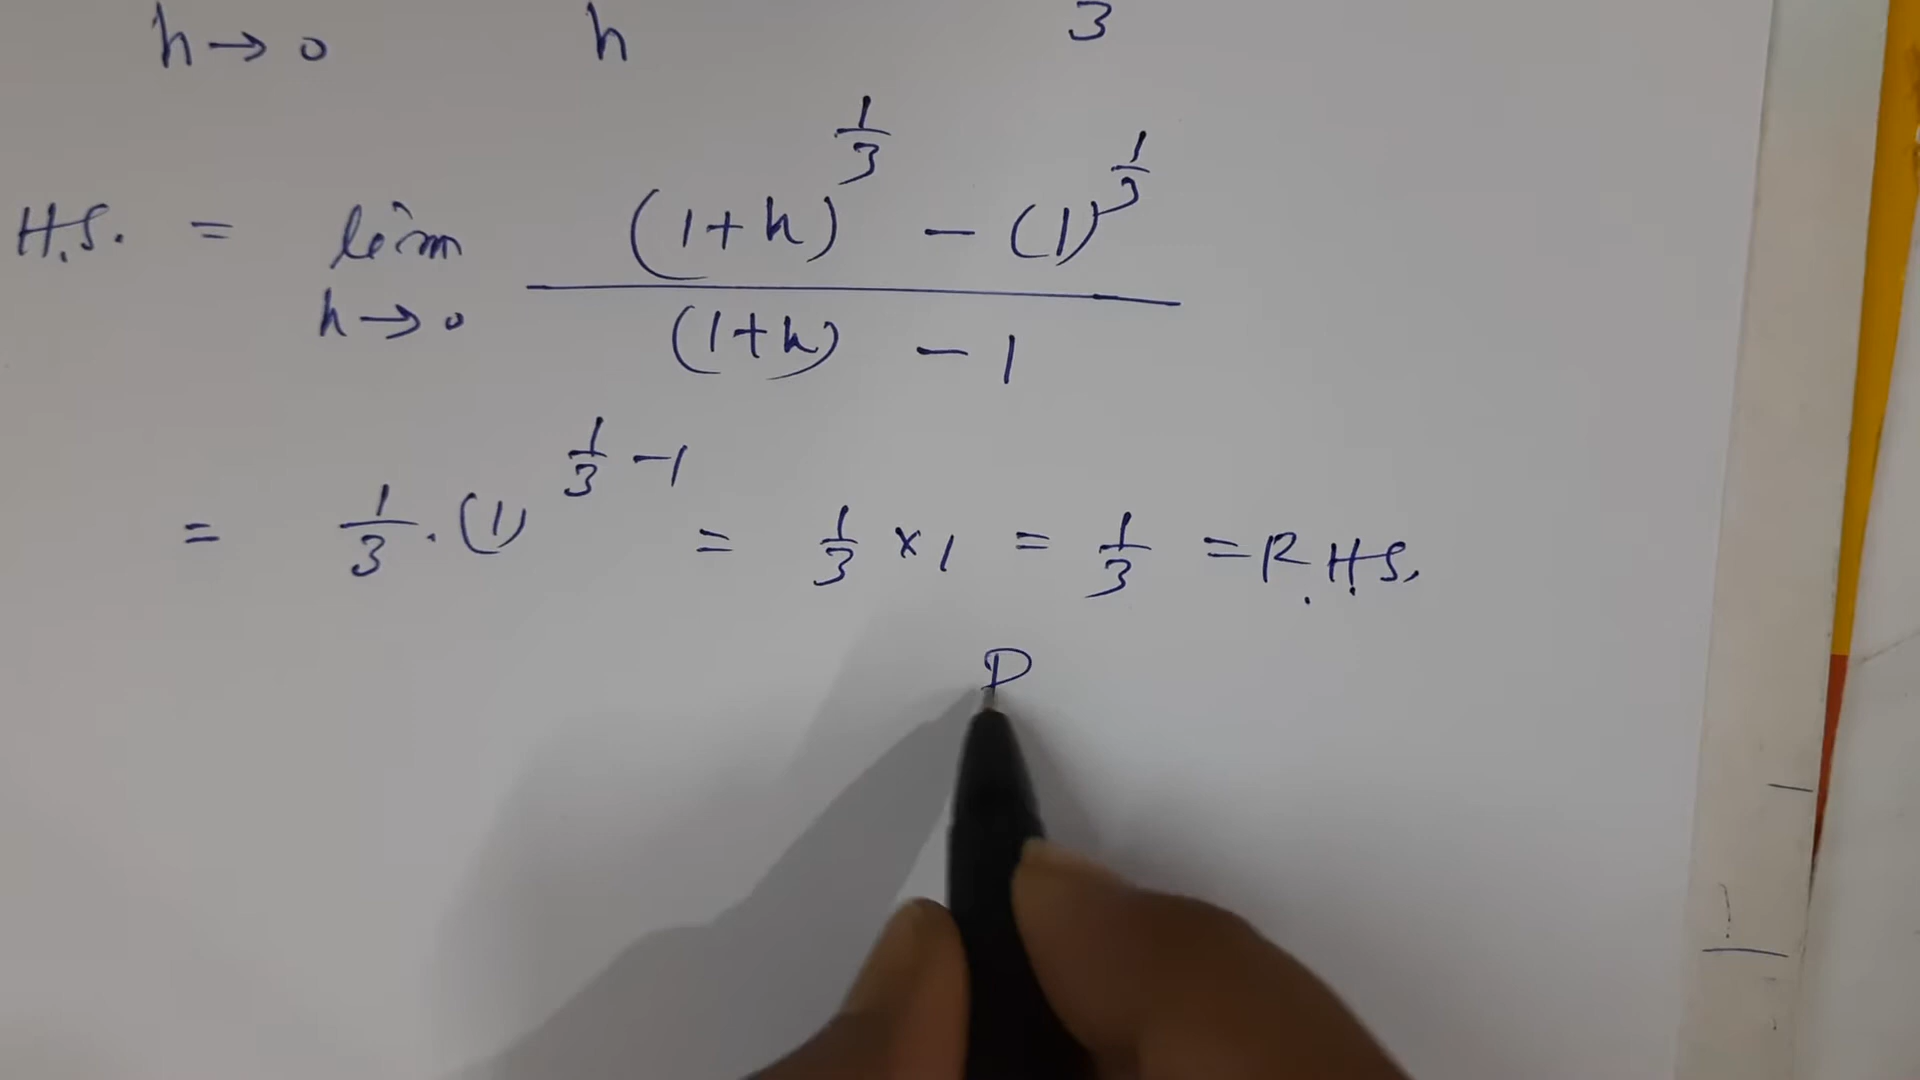 h→0 h 3
H.S. = lim (1+h)^1/3 - (1)^1/3
h→0 (1+h) - 1
= 1/3 . (1)^1/3 -1 = 1/3 × 1 = 1/3 = R.H.S.
P